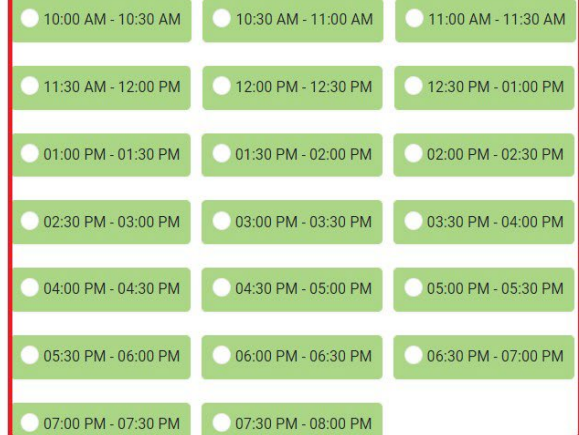 10:00 AM - 10:30 AM
10:30 AM - 11:00 AM
11:00 AM - 11:30 AM
11:30 AM - 12:00 PM
12:00 PM - 12:30 PM
12:30 PM - 01:00 PM
01:00 PM - 01:30 PM
01:30 PM - 02:00 PM
02:00 PM - 02:30 PM
02:30 PM - 03:00 PM
03:00 PM - 03:30 PM
03:30 PM - 04:00 PM
04:00 PM - 04:30 PM
04:30 PM - 05:00 PM
05:00 PM - 05:30 PM
05:30 PM - 06:00 PM
06:00 PM - 06:30 PM
06:30 PM - 07:00 PM
07:00 PM - 07:30 PM
07:30 PM - 08:00 PM